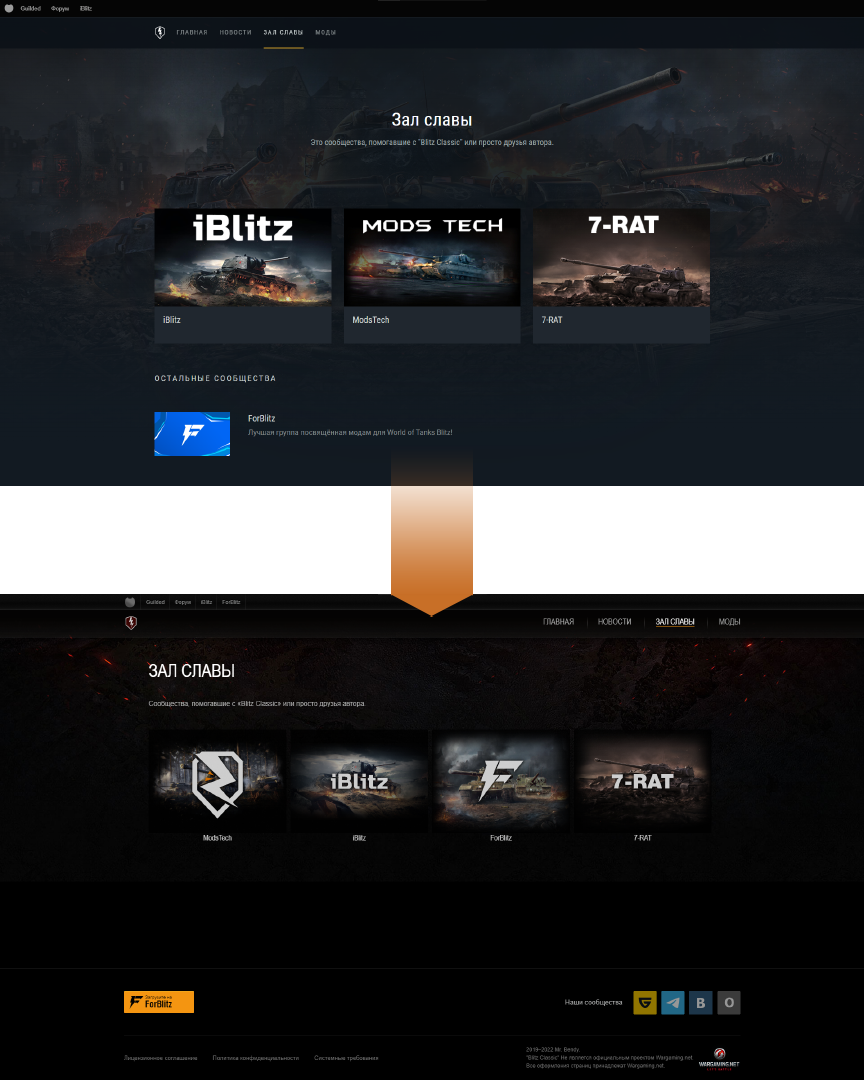 Guilded Форум iBlitz
ГЛАВНАЯ НОВОСТИ ЗАЛ СЛАВЫ МОДЫ
Зал славы
Это сообщества, помогавшие с "Blitz Classic" или просто друзья автора.
iBlitz MODS TECH 7-RAT
iBlitz ModsTech 7-RAT
ОСТАЛЬНЫЕ СООБЩЕСТВА
ForBlitz
Лучшая группа посвящённая модам для World of Tanks Blitz!
Guilded Форум iBlitz ForBlitz
ГЛАВНАЯ НОВОСТИ ЗАЛ СЛАВЫ МОДЫ
ЗАЛ СЛАВЫ
Сообщества, помогавшие с «Blitz Classic» или просто друзья автора.
iBlitz 7-RAT
ModsTech iBlitz ForBlitz 7-RAT
Загрузите на
ForBlitz
Наши сообщества
Лицензионное соглашение Политика конфиденциальности Системные требования
2019–2022 Mr. Bendy.
"Blitz Classic" Не является официальным проектом Wargaming.net.
Все оформления страниц принадлежат Wargaming.net.
WARGAMING.NET
LET'S BATTLE